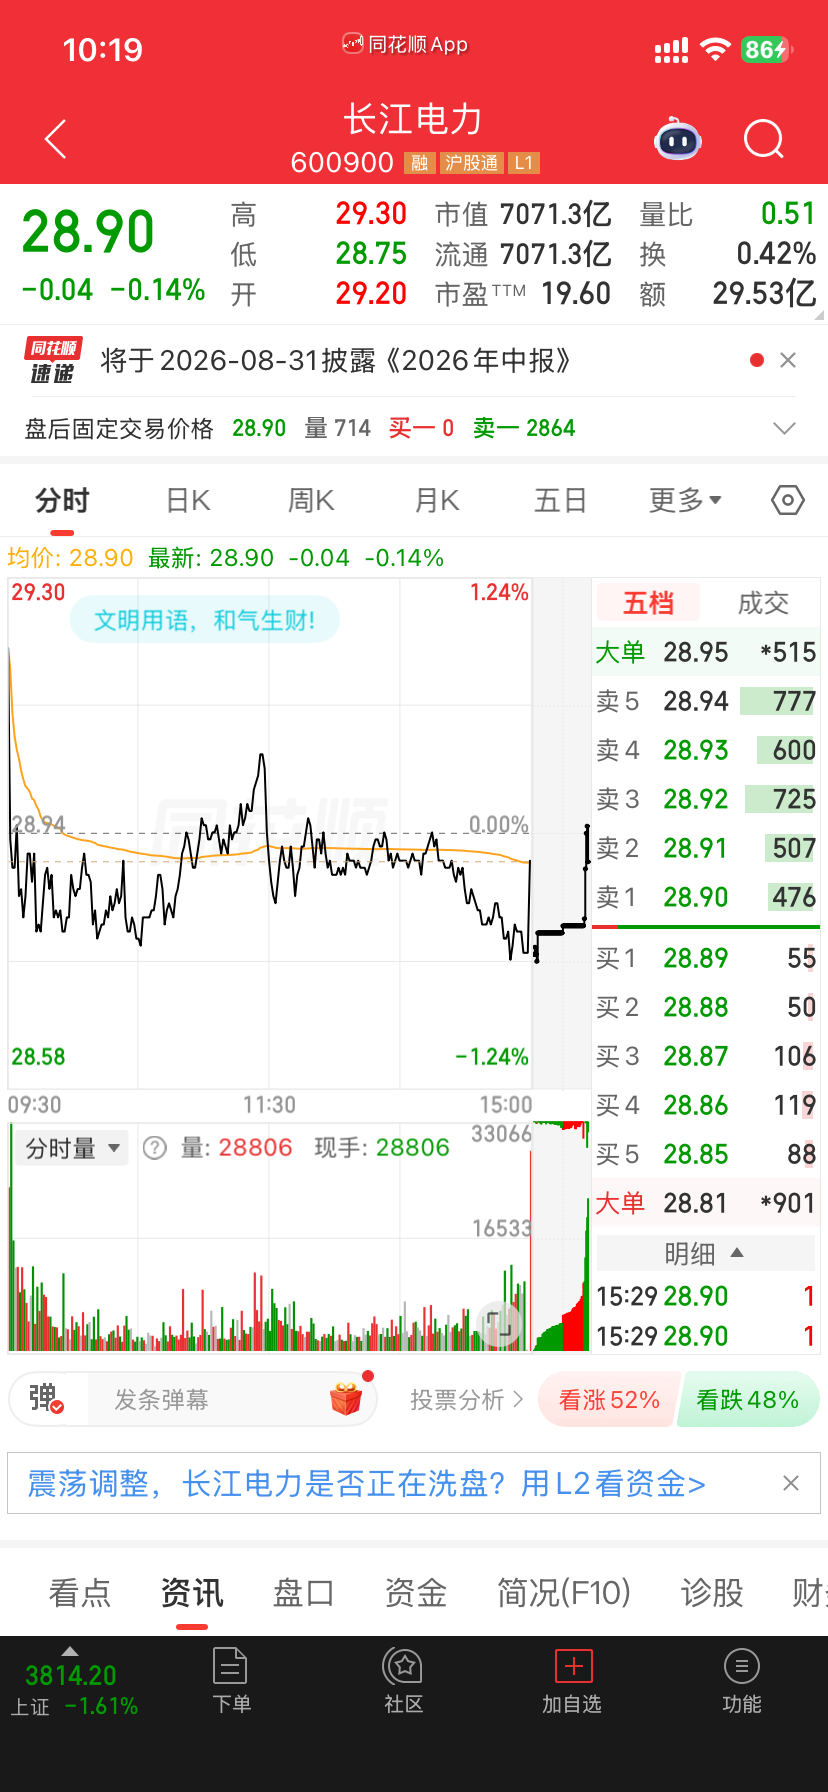 10:19
同花顺App
86
长江电力
600900 融 沪股通 L1
28.90
-0.04 -0.14%
高 29.30 市值 7071.3亿 量比 0.51
低 28.75 流通 7071.3亿 换 0.42%
开 29.20 市盈TTM 19.60 额 29.53亿
同花顺
速递
将于2026-08-31披露《2026年中报》
盘后固定交易价格 28.90 量 714 买一 0 卖一 2864
分时 日K 周K 月K 五日 更多
均价: 28.90 最新: 28.90 -0.04 -0.14%
29.30 1.24%
文明用语，和气生财!
同花顺
28.94 0.00%
28.58 -1.24%
09:30 11:30 15:00
分时量 ? 量: 28806 现手: 28806
33066
16533
五档 成交
大单 28.95 *515
卖5 28.94 777
卖4 28.93 600
卖3 28.92 725
卖2 28.91 507
卖1 28.90 476
买1 28.89 55
买2 28.88 50
买3 28.87 106
买4 28.86 119
买5 28.85 88
大单 28.81 *901
明细
15:29 28.90 1
15:29 28.90 1
弹 发条弹幕 投票分析 看涨52% 看跌48%
震荡调整，长江电力是否正在洗盘？用L2看资金>
看点 资讯 盘口 资金 简况(F10) 诊股 财
3814.20
上证 -1.61%
下单 社区 加自选 功能